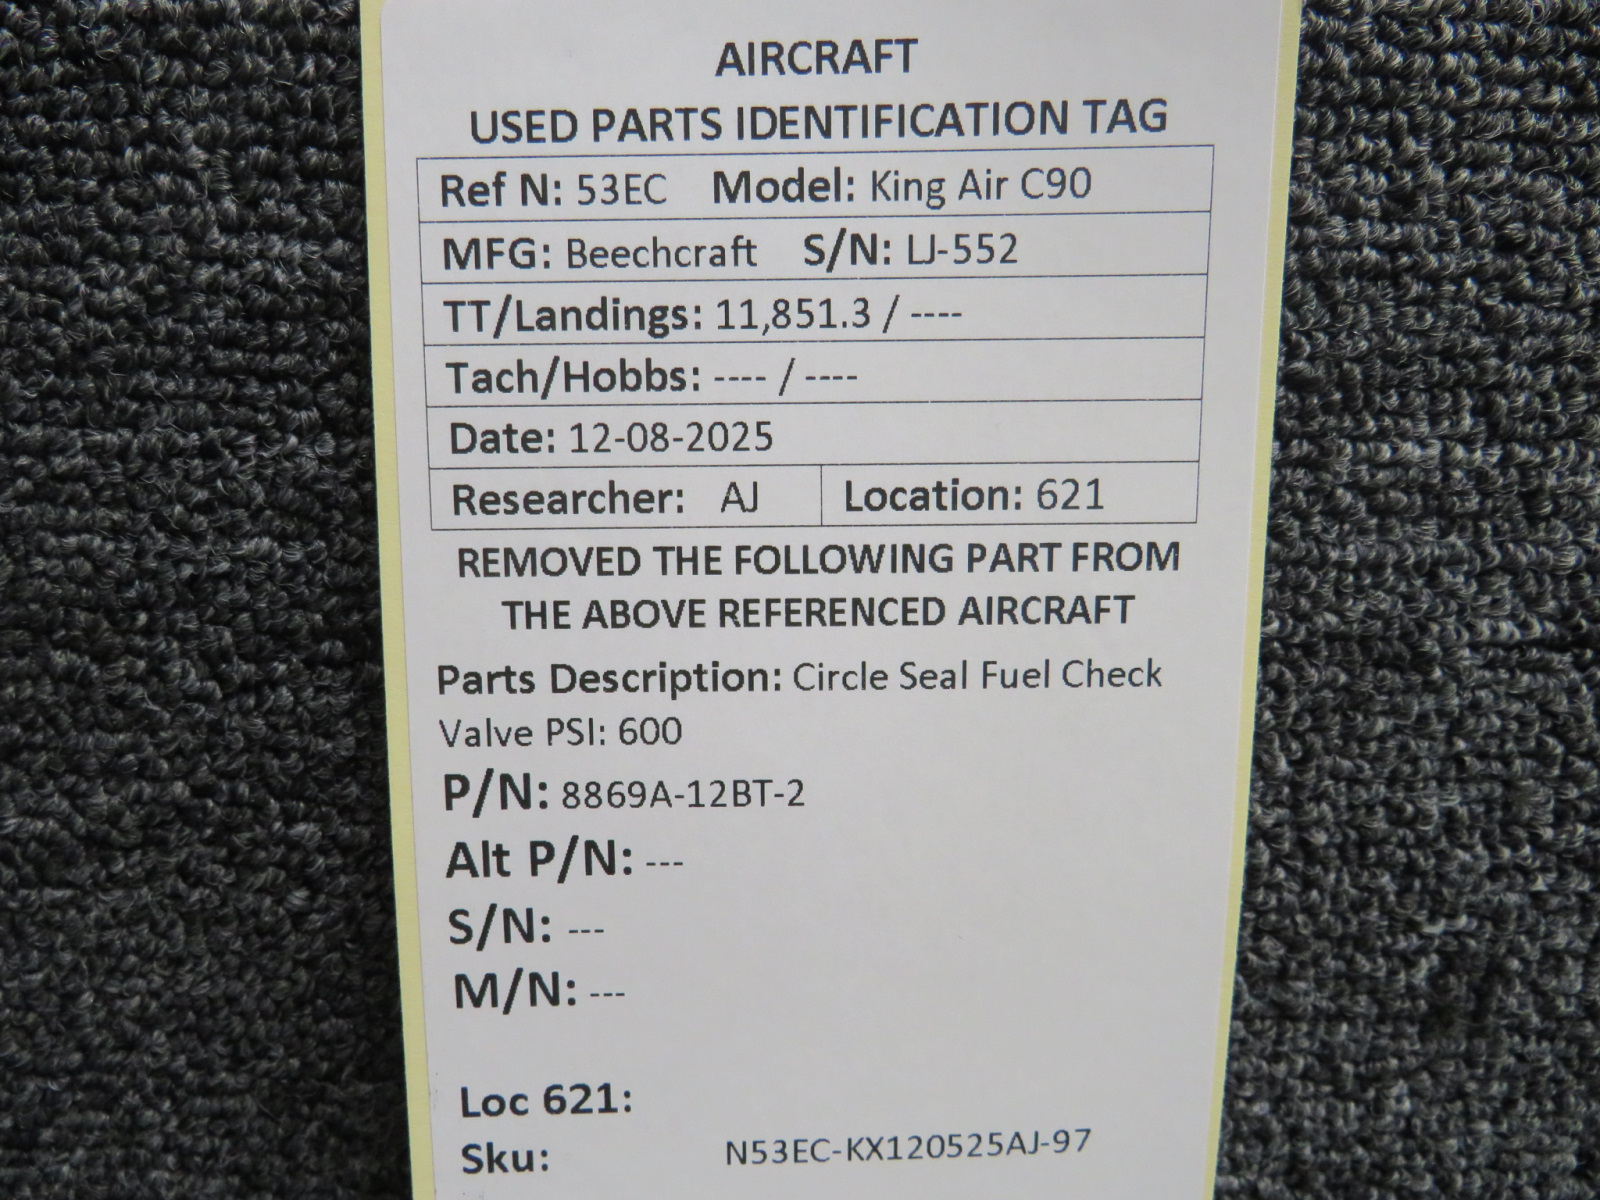 AIRCRAFT
USED PARTS IDENTIFICATION TAG
Ref N: 53EC Model: King Air C90
MFG: Beechcraft S/N: LJ-552
TT/Landings: 11,851.3 / ----
Tach/Hobbs: ---- / ----
Date: 12-08-2025
Researcher: AJ Location: 621
REMOVED THE FOLLOWING PART FROM
THE ABOVE REFERENCED AIRCRAFT
Parts Description: Circle Seal Fuel Check
Valve PSI: 600
P/N: 8869A-12BT-2
Alt P/N: ---
S/N: ---
M/N: ---
Loc 621:
Sku: N53EC-KX120525AJ-97